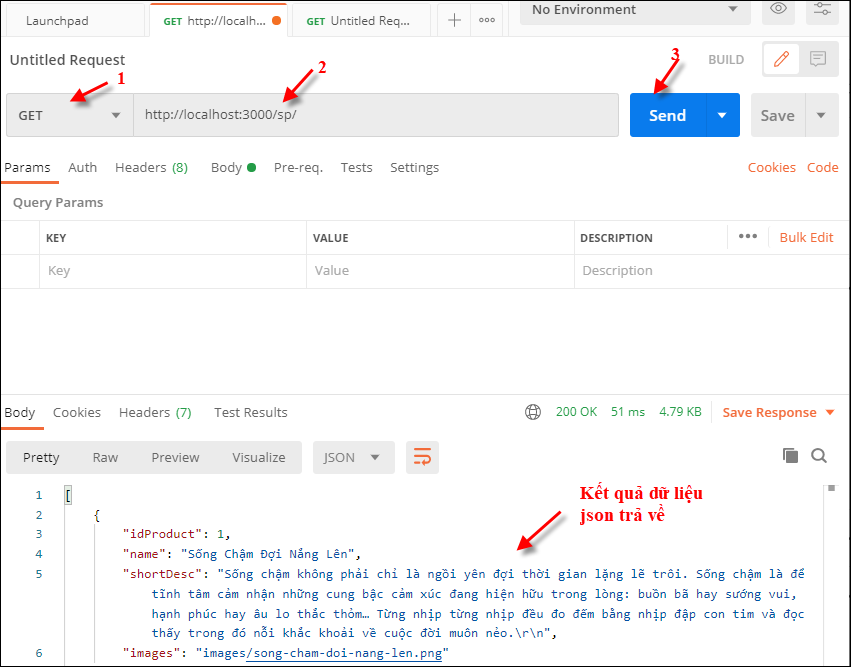 Launchpad
GET http://localh...
GET Untitled Req...
No Environment
Untitled Request
1
2
3
BUILD
GET
http://localhost:3000/sp/
Send
Save
Params
Auth
Headers (8)
Body
Pre-req.
Tests
Settings
Cookies
Code
Query Params
KEY
VALUE
DESCRIPTION
Bulk Edit
Key
Value
Description
Body
Cookies
Headers (7)
Test Results
200 OK
51 ms
4.79 KB
Save Response
Pretty
Raw
Preview
Visualize
JSON
Kết quả dữ liệu
json trả về
1 [
2 {
3 "idProduct": 1,
4 "name": "Sống Chậm Đợi Nắng Lên",
5 "shortDesc": "Sống chậm không phải chỉ là ngồi yên đợi thời gian lặng lẽ trôi. Sống chậm là để
tĩnh tâm cảm nhận những cung bậc cảm xúc đang hiện hữu trong lòng: buồn bã hay sướng vui,
hạnh phúc hay âu lo thắc thỏm… Từng nhịp từng nhịp đều đo đếm bằng nhịp đập con tim và đọc
thấy trong đó nỗi khắc khoải về cuộc đời muôn nẻo.\r\n",
6 "images": "images/song-cham-doi-nang-len.png"